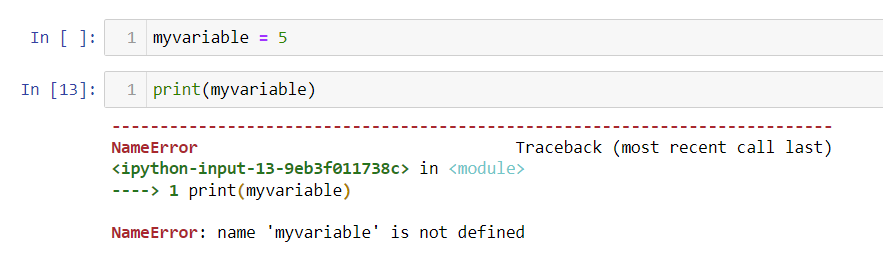 In [ ]: 1 myvariable = 5
In [13]: 1 print(myvariable)
---------------------------------------------------------------------------
NameError Traceback (most recent call last)
<ipython-input-13-9eb3f011738c> in <module>
----> 1 print(myvariable)
NameError: name 'myvariable' is not defined